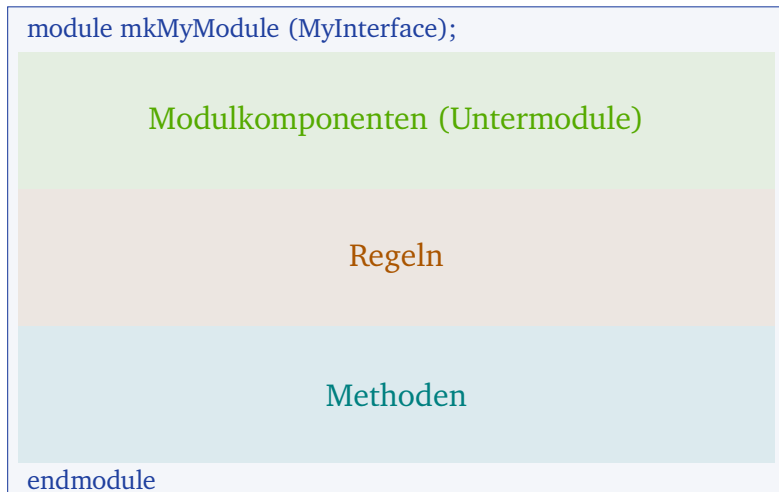 module mkMyModule (MyInterface);
Modulkomponenten (Untermodule)
Regeln
Methoden
endmodule